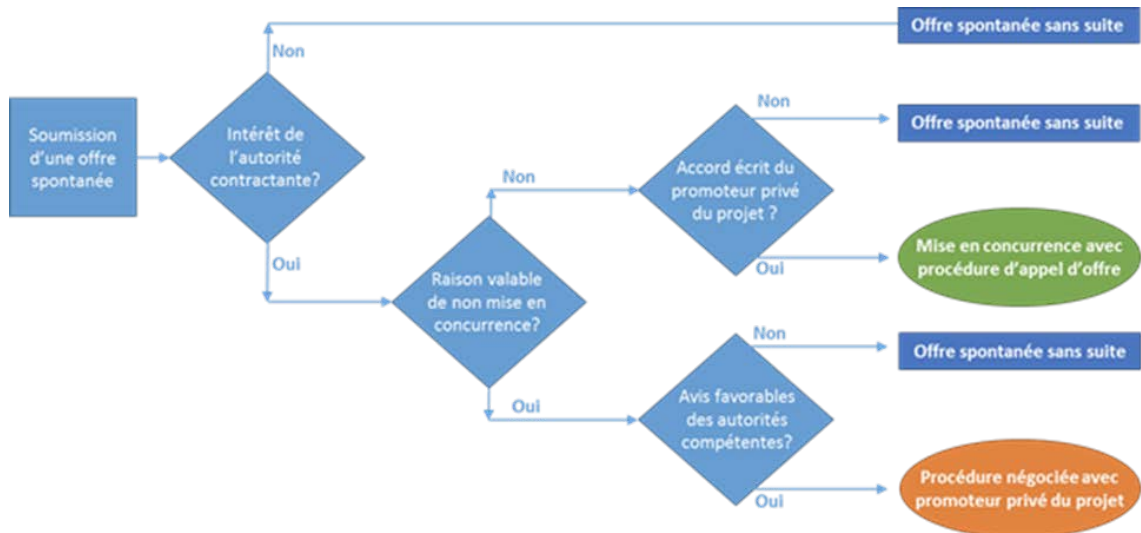 Soumission
d'une offre
spontanée
Intérêt de
l'autorité
contractante?
Non
Offre spontanée sans suite
Oui
Raison valable
de non mise en
concurrence?
Non
Accord écrit du
promoteur privé
du projet ?
Non
Offre spontanée sans suite
Oui
Mise en concurrence avec
procédure d'appel d'offre
Oui
Avis favorables
des autorités
compétentes?
Non
Offre spontanée sans suite
Oui
Procédure négociée avec
promoteur privé du projet